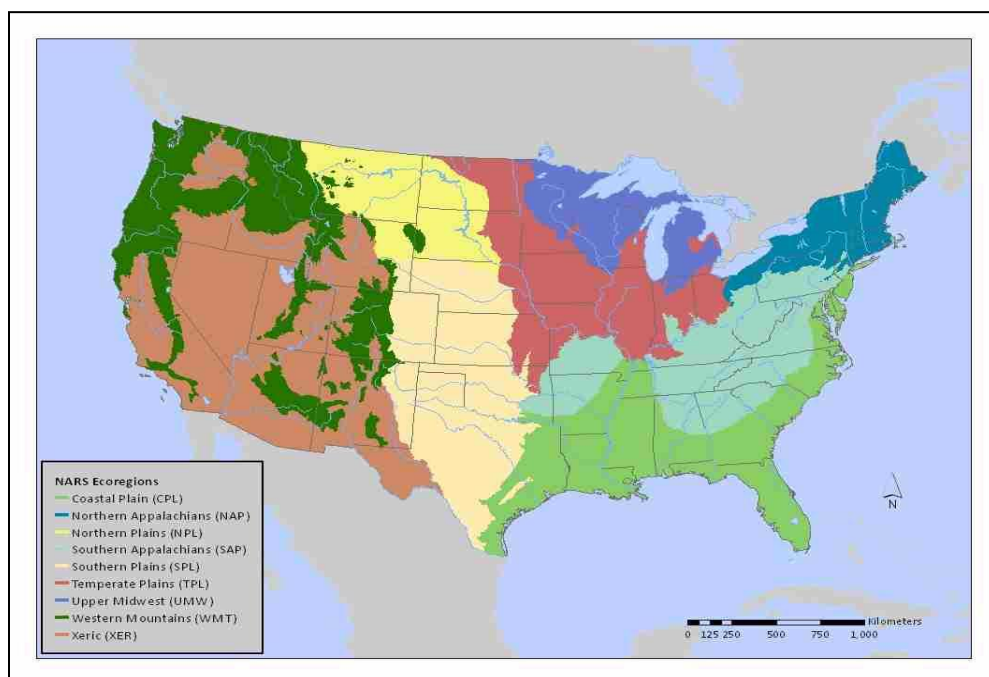 NARS Ecoregions
Coastal Plain (CPL)
Northern Appalachians (NAP)
Northern Plains (NPL)
Southern Appalachians (SAP)
Southern Plains (SPL)
Temperate Plains (TPL)
Upper Midwest (UMW)
Western Mountains (WMT)
Xeric (XER)
N
Kilometers
0 125 250 500 750 1,000